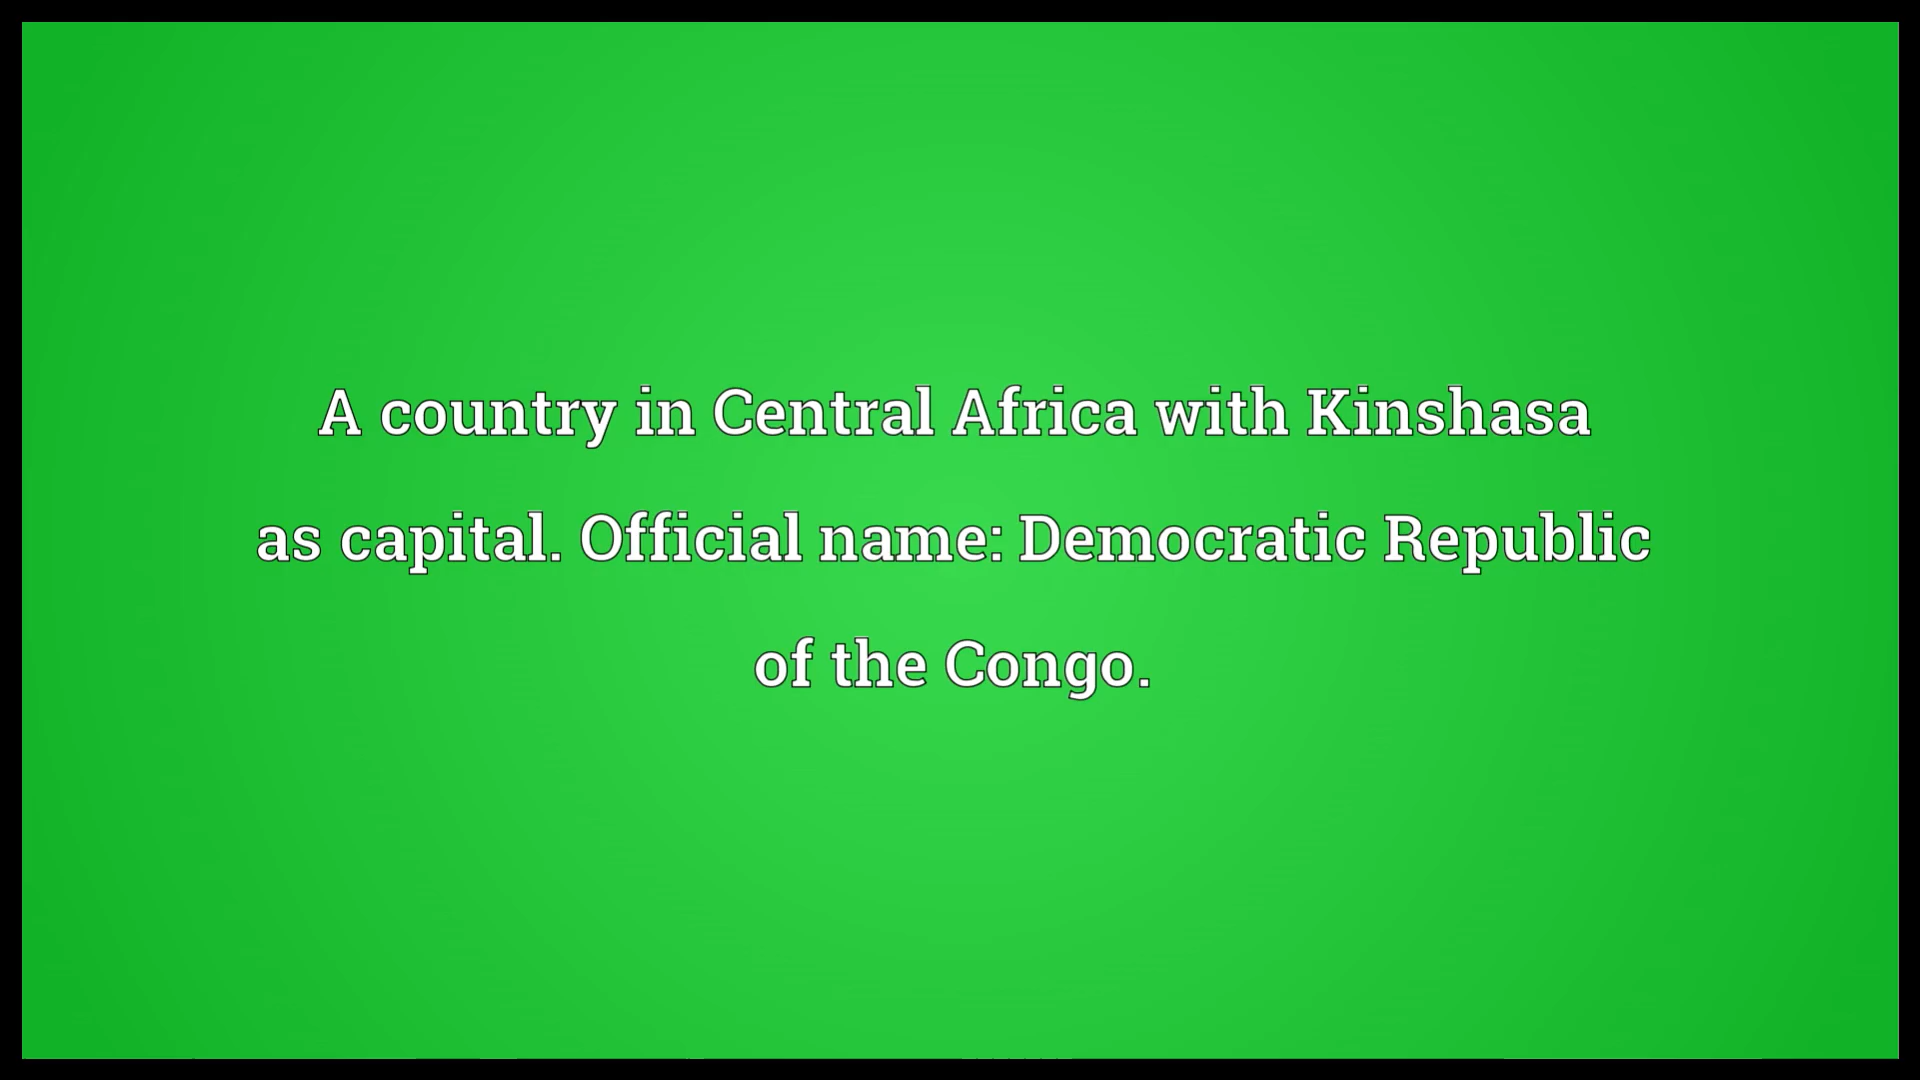 A country in Central Africa with Kinshasa
as capital. Official name: Democratic Republic
of the Congo.